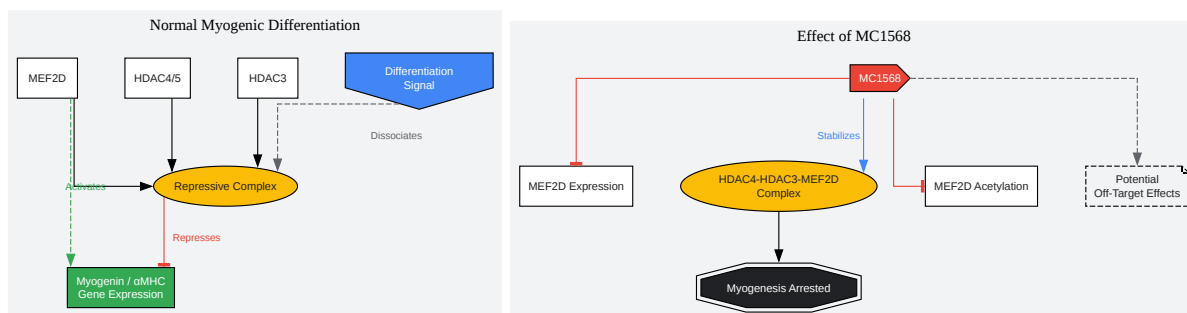 Normal Myogenic Differentiation
MEF2D
HDAC4/5
HDAC3
Differentiation
Signal
Dissociates
Activates
Repressive Complex
Represses
Myogenin / αMHC
Gene Expression
Effect of MC1568
MC1568
Stabilizes
MEF2D Expression
HDAC4-HDAC3-MEF2D
Complex
MEF2D Acetylation
Potential
Off-Target Effects
Myogenesis Arrested